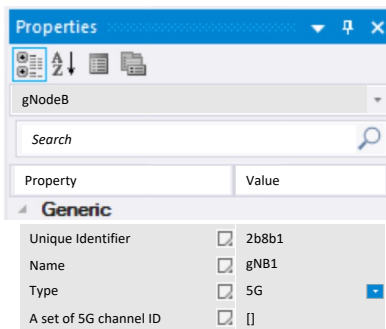 Properties
gNodeB
Search
Property Value
Generic
Unique Identifier 2b8b1
Name gNB1
Type 5G
A set of 5G channel ID []